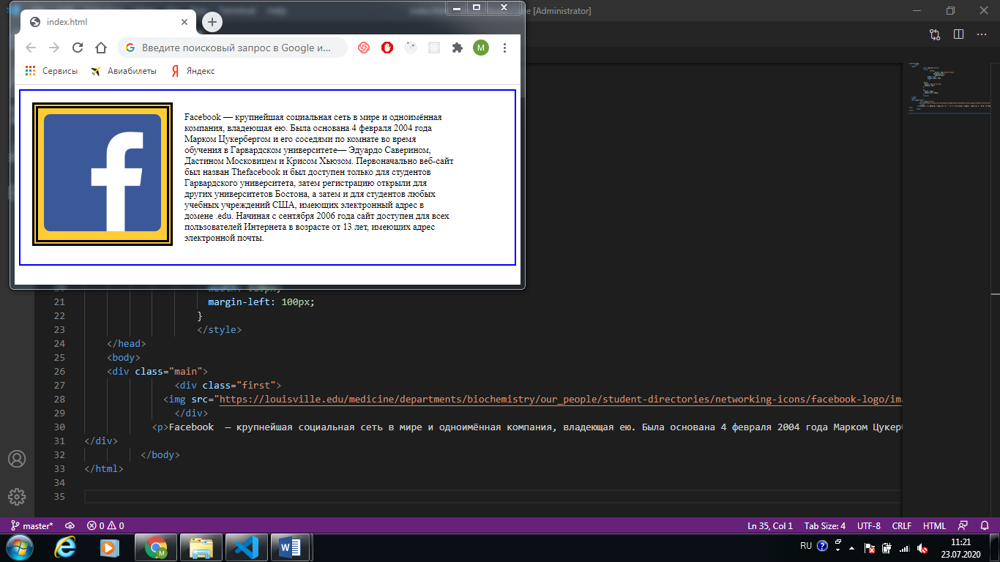 [Administrator]
index.html
Введите поисковый запрос в Google и...
M
Сервисы
Авиабилеты
Яндекс
Facebook — крупнейшая социальная сеть в мире и одноимённая
компания, владеющая ею. Была основана 4 февраля 2004 года
Марком Цукербергом и его соседями по комнате во время
обучения в Гарвардском университете— Эдуардо Саверином,
Дастином Московицем и Крисом Хьюзом. Первоначально веб-сайт
был назван Thefacebook и был доступен только для студентов
Гарвардского университета, затем регистрацию открыли для
других университетов Бостона, а затем и для студентов любых
учебных учреждений США, имеющих электронный адрес в
домене .edu. Начиная с сентября 2006 года сайт доступен для всех
пользователей Интернета в возрасте от 13 лет, имеющих адрес
электронной почты.
21 margin-left: 100px;
22 }
23 </style>
24 </head>
25 <body>
26 <div class="main">
27 <div class="first">
28 <img src="https://louisville.edu/medicine/departments/biochemistry/our_people/student-directories/networking-icons/facebook-logo/im
29 </div>
30 <p>Facebook — крупнейшая социальная сеть в мире и одноимённая компания, владеющая ею. Была основана 4 февраля 2004 года Марком Цукер
31 </div>
32 </body>
33 </html>
34
35
master* 0 0 Ln 35, Col 1 Tab Size: 4 UTF-8 CRLF HTML
RU 11:21
23.07.2020